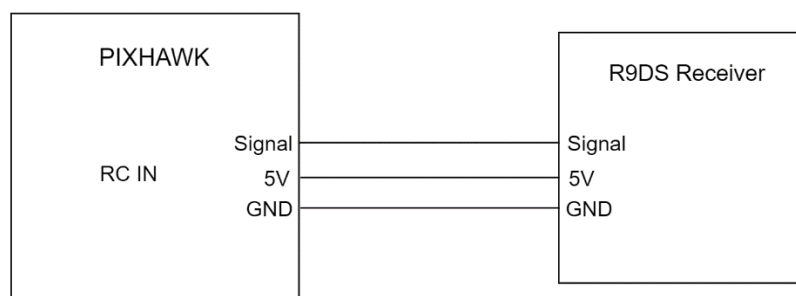 PIXHAWK
RC IN
Signal
5V
GND
R9DS Receiver
Signal
5V
GND